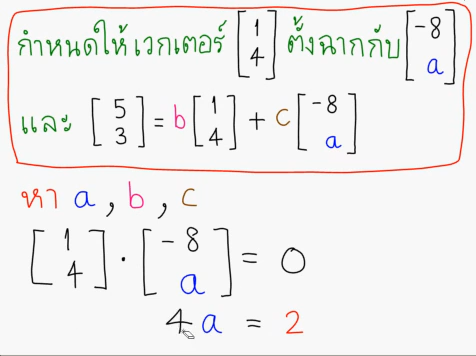 กำหนดให้เวกเตอร์ [1 4] ตั้งฉากกับ [-8 a]
และ [5 3] = b [1 4] + c [-8 a]
หา a , b , c
[1 4] · [-8 a] = 0
4a = 2